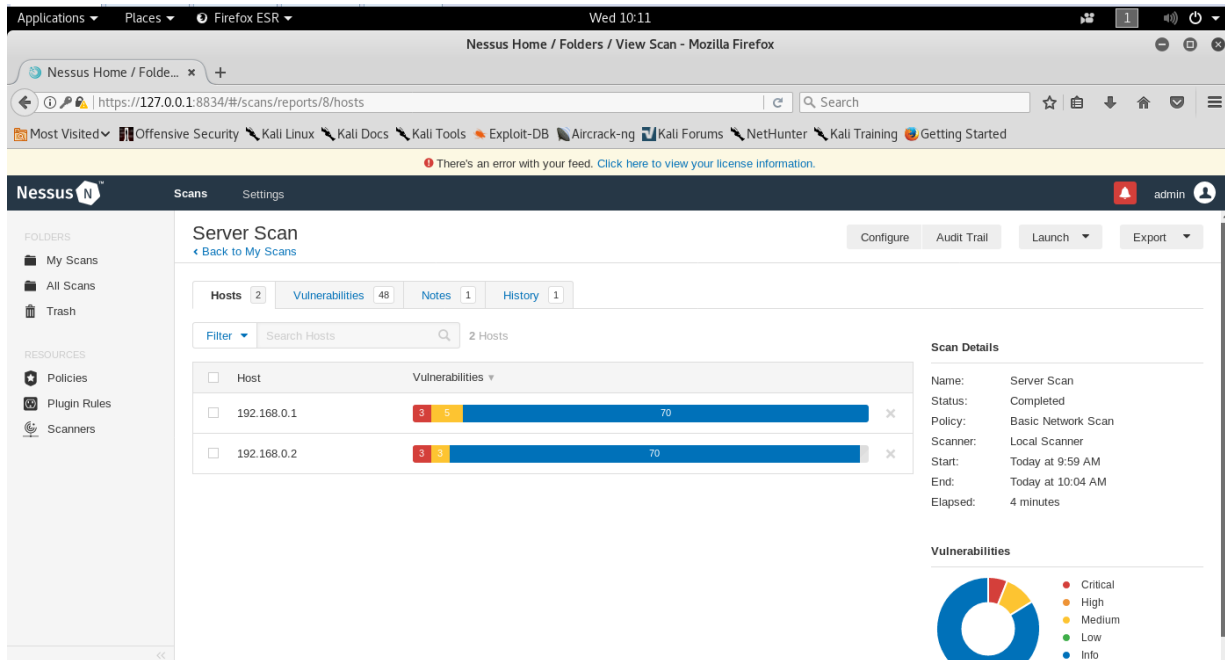 Applications Places Firefox ESR Wed 10:11 1
Nessus Home / Folders / View Scan - Mozilla Firefox
Nessus Home / Folde... × +
https://127.0.0.1:8834/#/scans/reports/8/hosts Search
Most Visited Offensive Security Kali Linux Kali Docs Kali Tools Exploit-DB Aircrack-ng Kali Forums NetHunter Kali Training Getting Started
There's an error with your feed. Click here to view your license information.
Nessus N Scans Settings admin
FOLDERS
My Scans
All Scans
Trash
RESOURCES
Policies
Plugin Rules
Scanners
Server Scan
Back to My Scans
Configure Audit Trail Launch Export
Hosts 2 Vulnerabilities 48 Notes 1 History 1
Filter Search Hosts 2 Hosts
Host Vulnerabilities
192.168.0.1 3 5 70
192.168.0.2 3 3 70
Scan Details
Name: Server Scan
Status: Completed
Policy: Basic Network Scan
Scanner: Local Scanner
Start: Today at 9:59 AM
End: Today at 10:04 AM
Elapsed: 4 minutes
Vulnerabilities
Critical
High
Medium
Low
Info